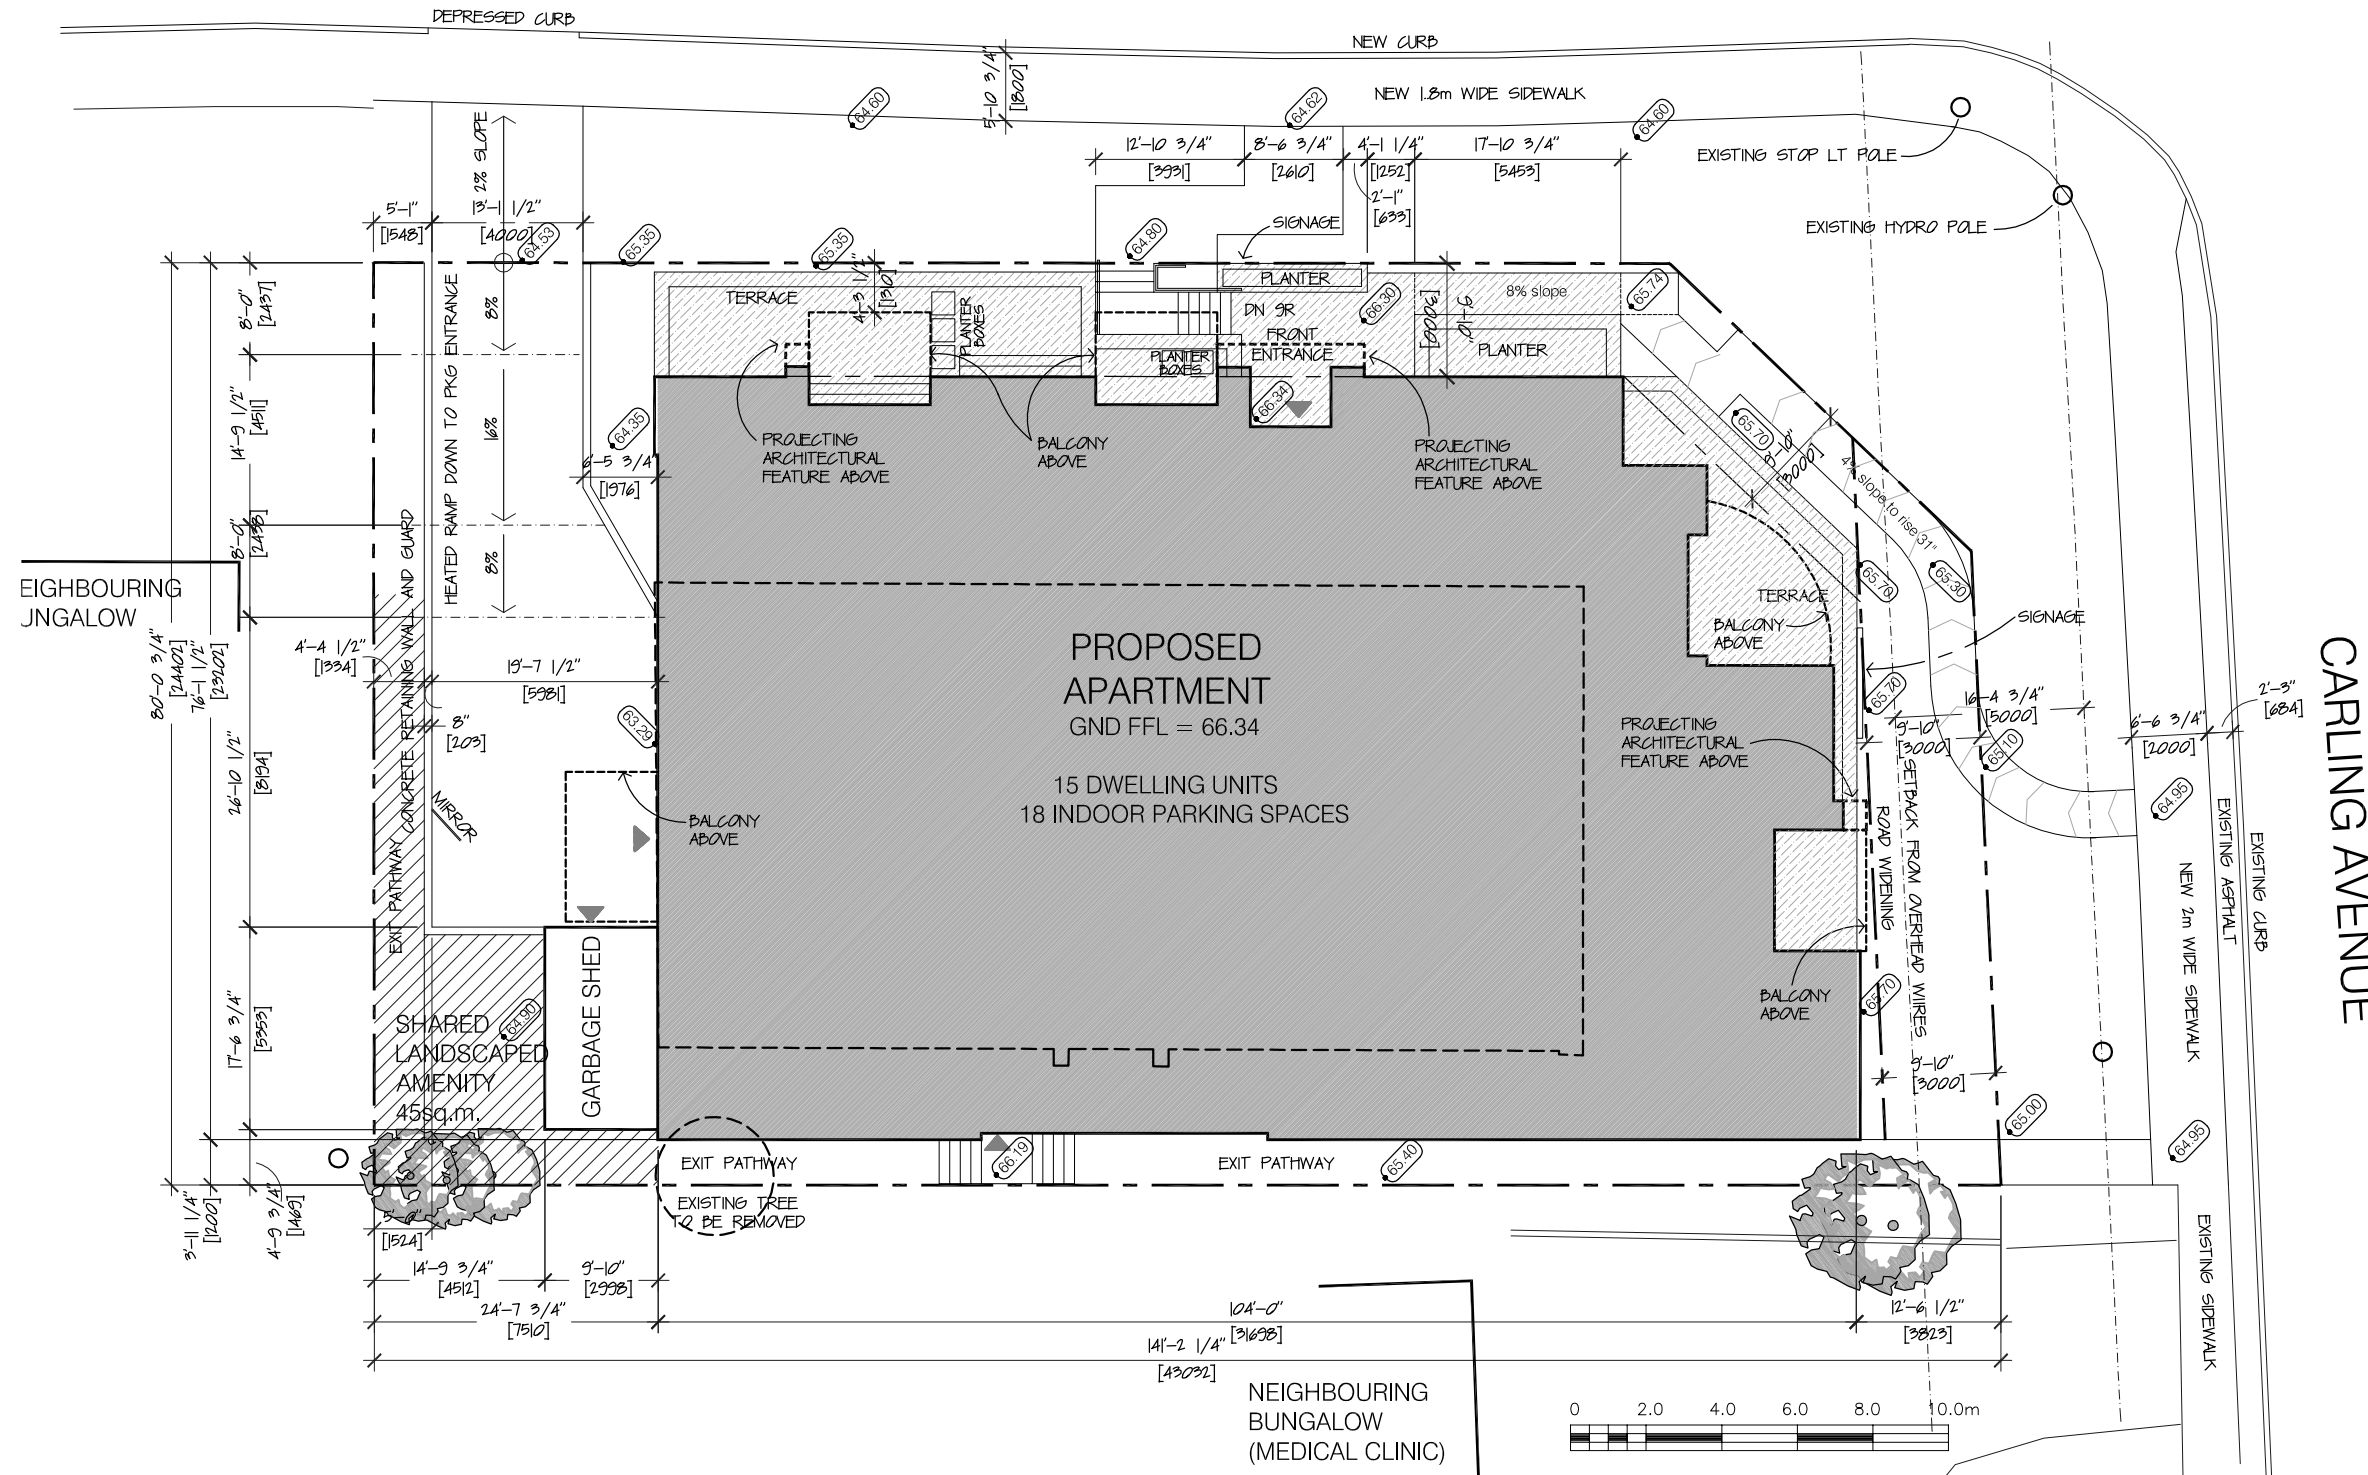 DEPRESSED CURB
NEW CURB
5'-10 3/4"
[1800]
NEW 1.8m WIDE SIDEWALK
64.60
64.62
64.60
EXISTING STOP LT POLE
EXISTING HYDRO POLE
2% SLOPE
12'-10 3/4"
[3931]
8'-6 3/4"
[2610]
4'-1 1/4"
[1252]
17'-10 3/4"
[5453]
2'-1"
[633]
SIGNAGE
5'-1"
[1548]
13'-1 1/2"
[4000]
64.53
65.35
65.35
64.80
TERRACE
4'-3 1/2"
[1310]
PLANTER
BOXES
PLANTER
DN 9R
FRONT
ENTRANCE
PLANTER
BOXES
66.30
[3000]
9'-10"
8% slope
PLANTER
65.74
66.34
8'-0"
[2437]
14'-9 1/2"
[4511]
8'-0"
[2438]
8%
16%
8%
HEATED RAMP DOWN TO PKG ENTRANCE
64.35
6'-5 3/4"
[1976]
PROJECTING
ARCHITECTURAL
FEATURE ABOVE
BALCONY
ABOVE
PROJECTING
ARCHITECTURAL
FEATURE ABOVE
65.70
9'-10"
[3000]
4% slope to rise 31"
65.70
65.30
TERRACE
BALCONY
ABOVE
SIGNAGE
EIGHBOURING
UNGALOW
80'-0 3/4"
[24402]
76'-1 1/2"
[23202]
4'-4 1/2"
[1334]
CONCRETE RETAINING WALL AND GUARD
19'-7 1/2"
[5981]
8"
[203]
63.29
PROPOSED
APARTMENT
GND FFL = 66.34
15 DWELLING UNITS
18 INDOOR PARKING SPACES
PROJECTING
ARCHITECTURAL
FEATURE ABOVE
65.70
16'-4 3/4"
[5000]
9'-10"
[3000]
65.10
6'-6 3/4"
[2000]
2'-3"
[684]
CARLING AVENUE
26'-10 1/2"
[8194]
MIRROR
BALCONY
ABOVE
EXIT PATHWAY
ROAD WIDENING
SETBACK FROM OVERHEAD WIRES
64.95
EXISTING ASPHALT
EXISTING CURB
NEW 2m WIDE SIDEWALK
17'-6 3/4"
[5353]
SHARED
LANDSCAPED
AMENITY
45sq.m.
64.90
GARBAGE SHED
BALCONY
ABOVE
65.70
9'-10"
[3000]
65.00
64.95
3'-11 1/4"
[1200]
4'-9 3/4"
[1469]
[1524]
EXIT PATHWAY
EXISTING TREE
TO BE REMOVED
66.19
EXIT PATHWAY
65.40
EXISTING SIDEWALK
14'-9 3/4"
[4512]
9'-10"
[2998]
24'-7 3/4"
[7510]
104'-0"
[31698]
12'-6 1/2"
[3823]
141'-2 1/4"
[43032]
NEIGHBOURING
BUNGALOW
(MEDICAL CLINIC)
0 2.0 4.0 6.0 8.0 10.0m